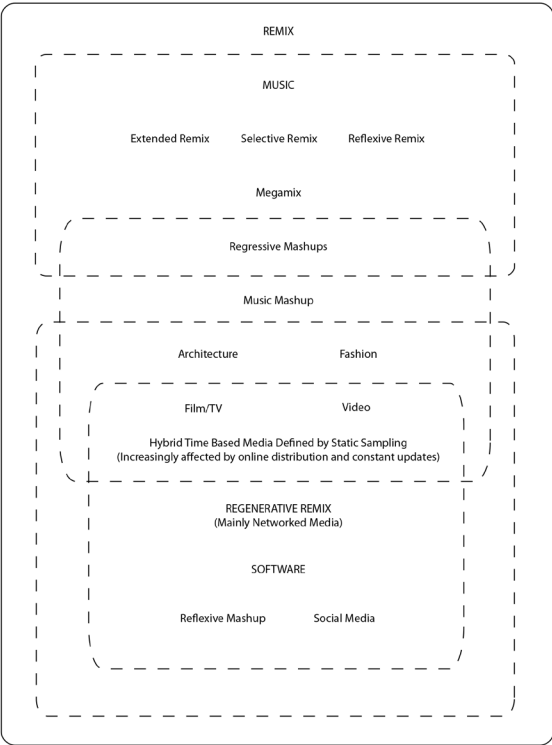 REMIX
MUSIC
Extended Remix Selective Remix Reflexive Remix
Megamix
Regressive Mashups
Music Mashup
Architecture Fashion
Film/TV Video
Hybrid Time Based Media Defined by Static Sampling
(Increasingly affected by online distribution and constant updates)
REGENERATIVE REMIX
(Mainly Networked Media)
SOFTWARE
Reflexive Mashup Social Media